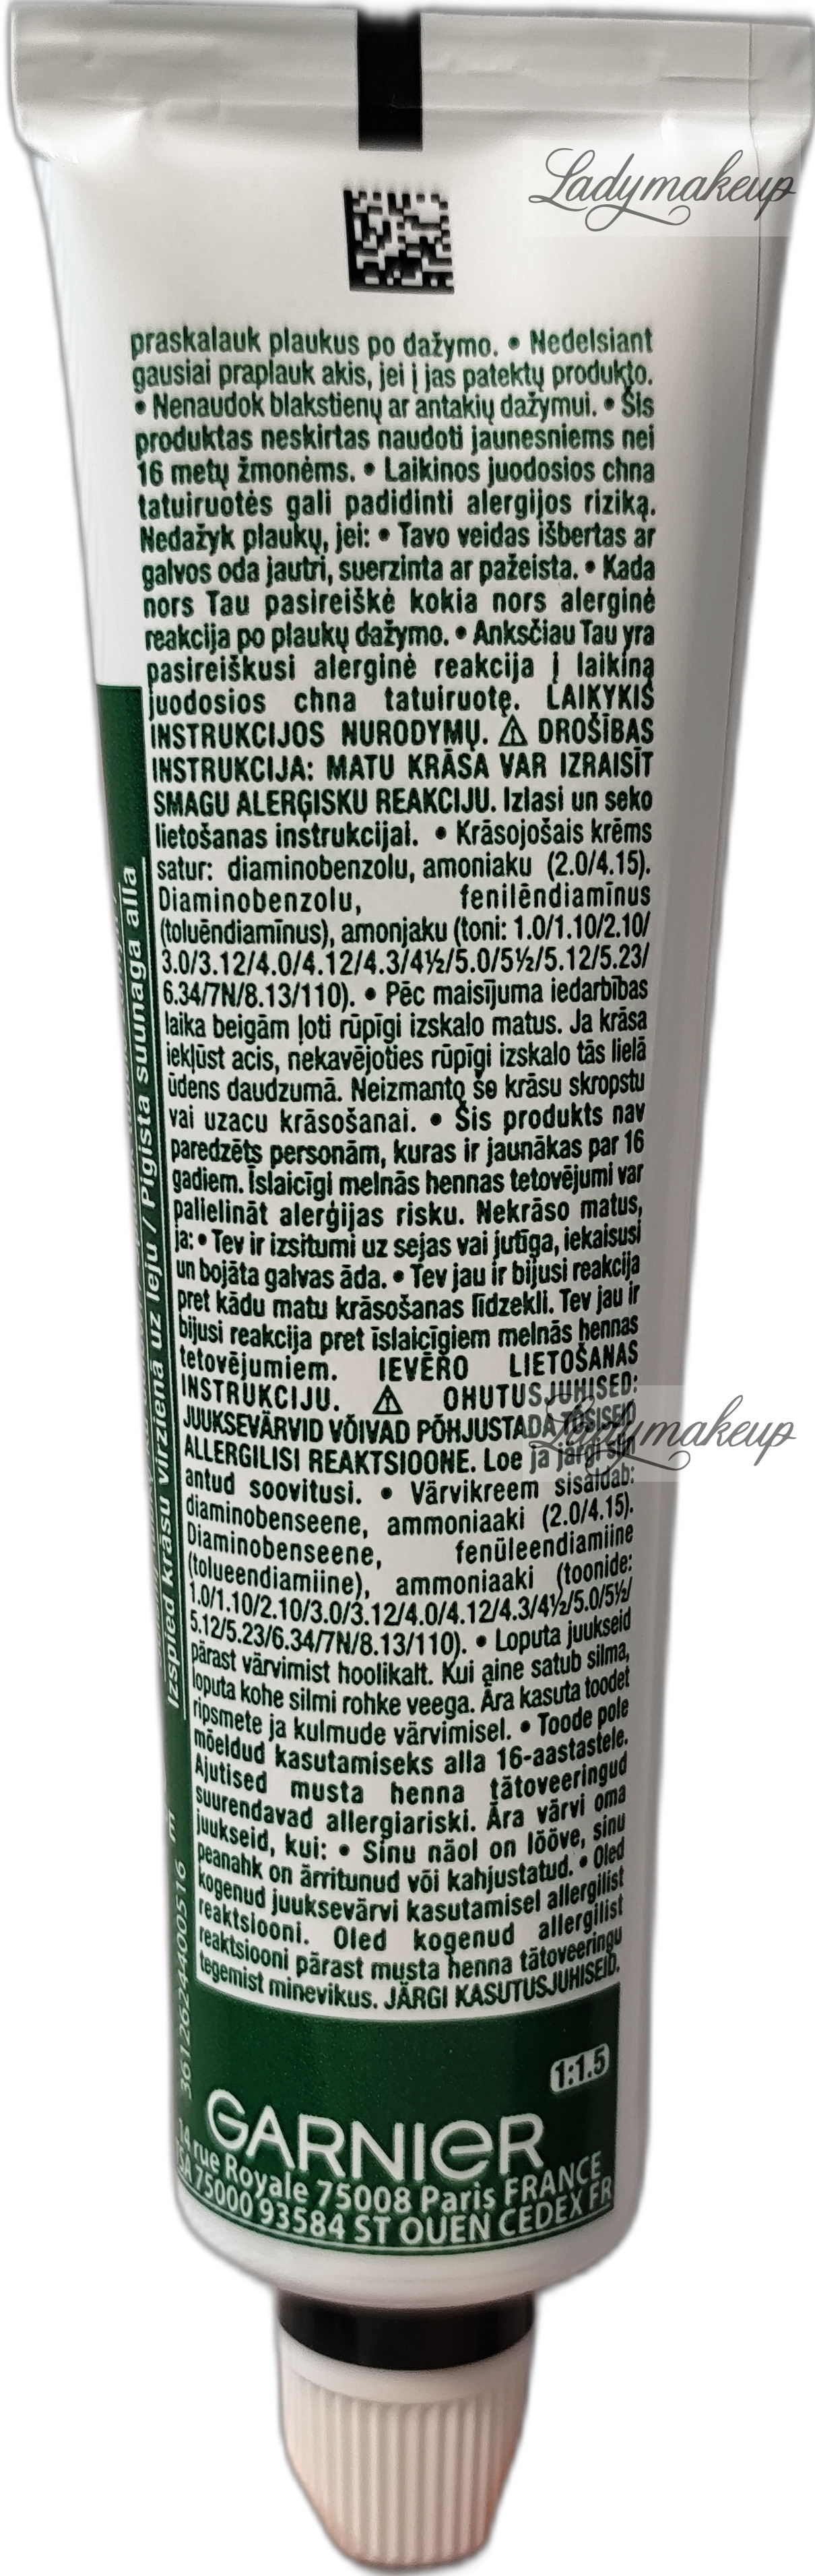 Ladymakeup
praskalauk plaukus po dažymo. • Nedelsiant
gausiai praplauk akis, jei į jas patektų produkto.
• Nenaudok blakstienų ar antakių dažymui. • Šis
produktas neskirtas naudoti jaunesniems nei
16 metų žmonėms. • Laikinos juodosios chna
tatuiruotės gali padidinti alergijos riziką.
Nedažyk plaukų, jei: • Tavo veidas išbertas ar
galvos oda jautri, suerzinta ar pažeista. • Kada
nors Tau pasireiškė kokia nors alerginė
reakcija po plaukų dažymo. • Anksčiau Tau yra
pasireiškusi alerginė reakcija į laikiną
juodosios chna tatuiruotę. LAIKYKIS
INSTRUKCIJOS NURODYMŲ. ⚠ DROŠĪBAS
INSTRUKCIJA: MATU KRĀSA VAR IZRAISĪT
SMAGU ALERĢISKU REAKCIJU. Izlasi un seko
lietošanas instrukcijai. • Krāsojošais krēms
satur: diaminobenzolu, amoniaku (2.0/4.15).
Diaminobenzolu, fenilēndiamīnus
(toluēndiamīnus), amonjaku (toni: 1.0/1.10/2.10/
3.0/3.12/4.0/4.12/4.3/4½/5.0/5½/5.12/5.23/
6.34/7N/8.13/110). • Pēc maisījuma iedarbības
laika beigām ļoti rūpīgi izskalo matus. Ja krāsa
iekļūst acīs, nekavējoties rūpīgi izskalo tās lielā
ūdens daudzumā. Neizmanto šo krāsu skropstu
vai uzacu krāsošanai. • Šis produkts nav
paredzēts personām, kuras ir jaunākas par 16
gadiem. Īslaicīgi melnās hennas tetovējumi var
palielināt alerģijas risku. Nekrāso matus,
ja: • Tev ir izsitumi uz sejas vai jutīga, iekaisusi
un bojāta galvas āda. • Tev jau ir bijusi reakcija
pret kādu matu krāsošanas līdzekli. Tev jau ir
bijusi reakcija pret īslaicīgiem melnās hennas
tetovējumiem. IEVĒRO LIETOŠANAS
INSTRUKCIJU. ⚠ OHUTUSJUHISED:
JUUKSEVÄRVID VÕIVAD PÕHJUSTADA TÕSISEID
ALLERGILISI REAKTSIOONE. Loe ja järgi siin
antud soovitusi. • Värvikreem sisaldab:
diaminobenseene, ammoniaaki (2.0/4.15).
Diaminobenseene, fenüleendiamiine
(tolueendiamiine), ammoniaaki (toonide:
1.0/1.10/2.10/3.0/3.12/4.0/4.12/4.3/4½/5.0/5½/
5.12/5.23/6.34/7N/8.13/110). • Loputa juukseid
pärast värvimist hoolikalt. Kui aine satub silma,
loputa kohe silmi rohke veega. Ära kasuta toodet
ripsmete ja kulmude värvimisel. • Toode pole
mõeldud kasutamiseks alla 16-aastastele.
Ajutised musta henna tätoveeringud
suurendavad allergiariski. Ära värvi oma
juukseid, kui: • Sinu näol on lööve, sinu
peanahk on ärritunud või kahjustatud. • Oled
kogenud juuksevärvi kasutamisel allergilist
reaktsiooni. Oled kogenud allergilist
reaktsiooni pärast musta henna tätoveeringu
tegemist minevikus. JÄRGI KASUTUSJUHISEID.
Ladymakeup
Izspied krāsu virzienā uz leju / Pigista suunaga alla
3612624400516 m
1:1.5
GARNIER
14 rue Royale 75008 Paris FRANCE
TSA 75000 93584 ST OUEN CEDEX FR